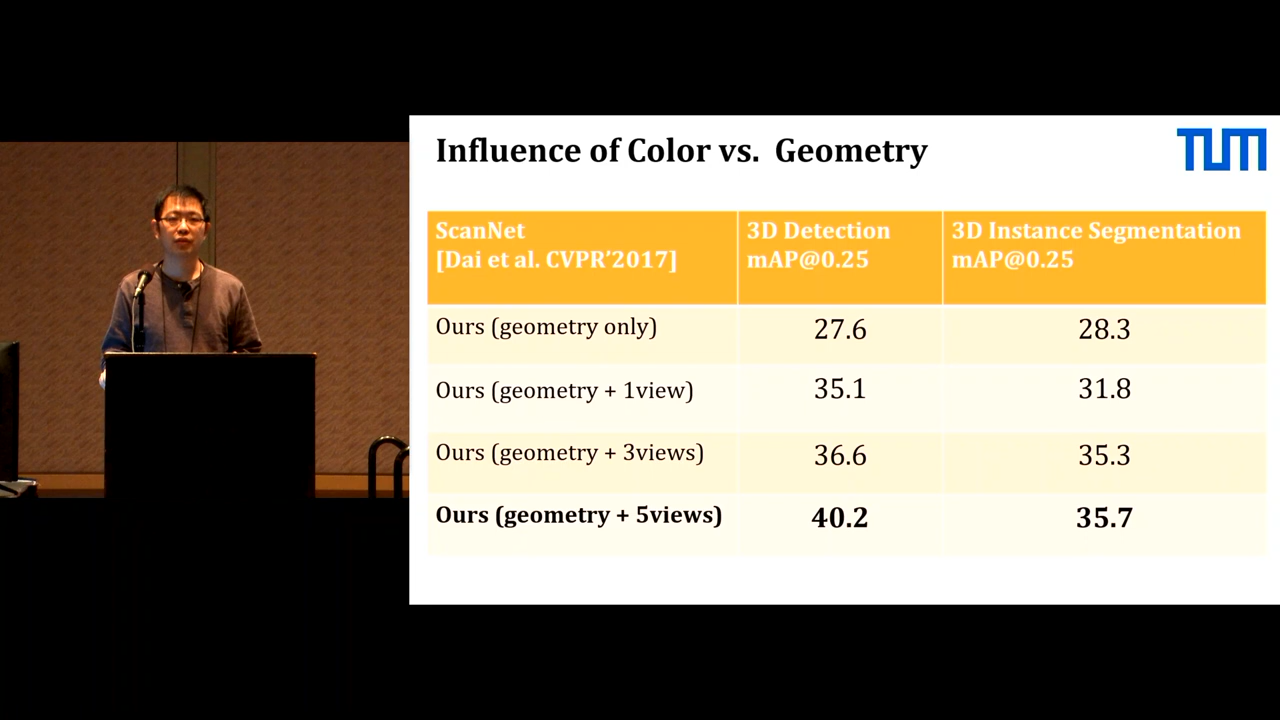 Influence of Color vs. Geometry
TUM
ScanNet
[Dai et al. CVPR'2017]
3D Detection
mAP@0.25
3D Instance Segmentation
mAP@0.25
Ours (geometry only)
27.6
28.3
Ours (geometry + 1view)
35.1
31.8
Ours (geometry + 3views)
36.6
35.3
Ours (geometry + 5views)
40.2
35.7